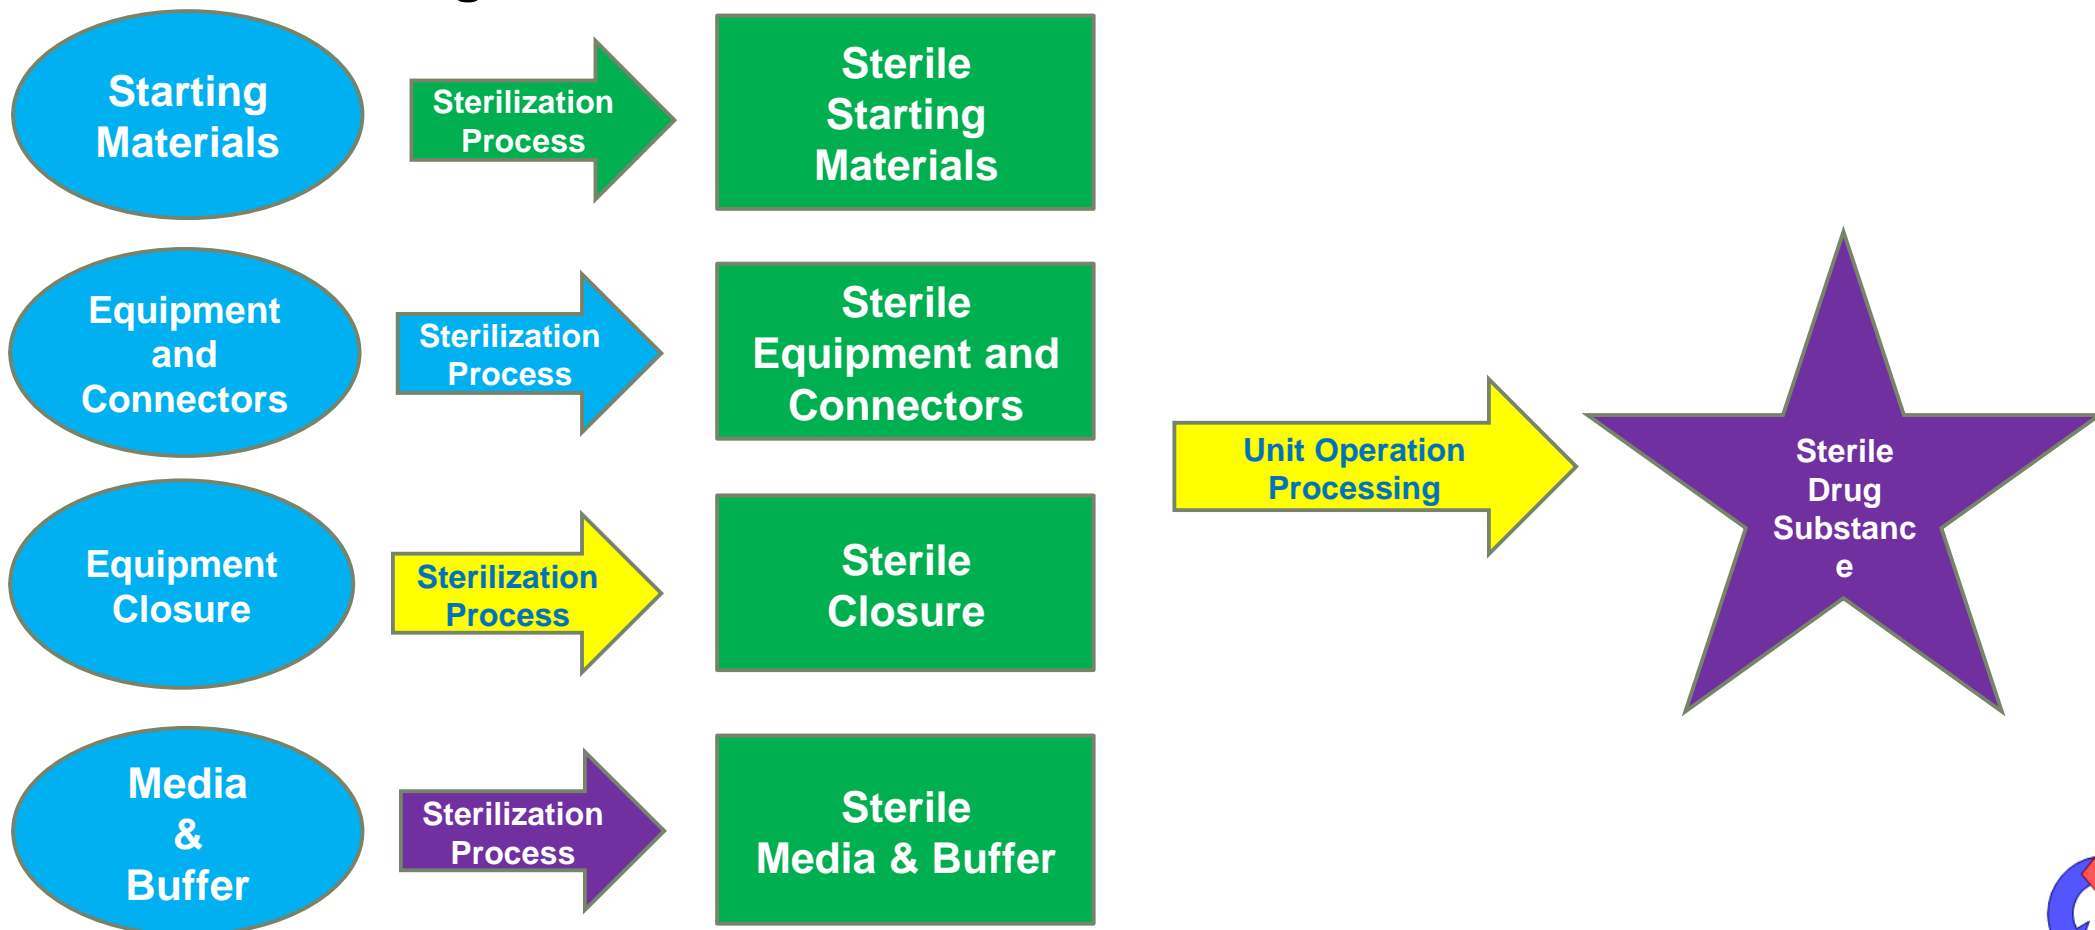 Starting
Materials
Sterilization
Process
Sterile
Starting
Materials
Equipment
and
Connectors
Sterilization
Process
Sterile
Equipment and
Connectors
Unit Operation
Processing
Sterile
Drug
Substanc
e
Equipment
Closure
Sterilization
Process
Sterile
Closure
Media
&
Buffer
Sterilization
Process
Sterile
Media & Buffer